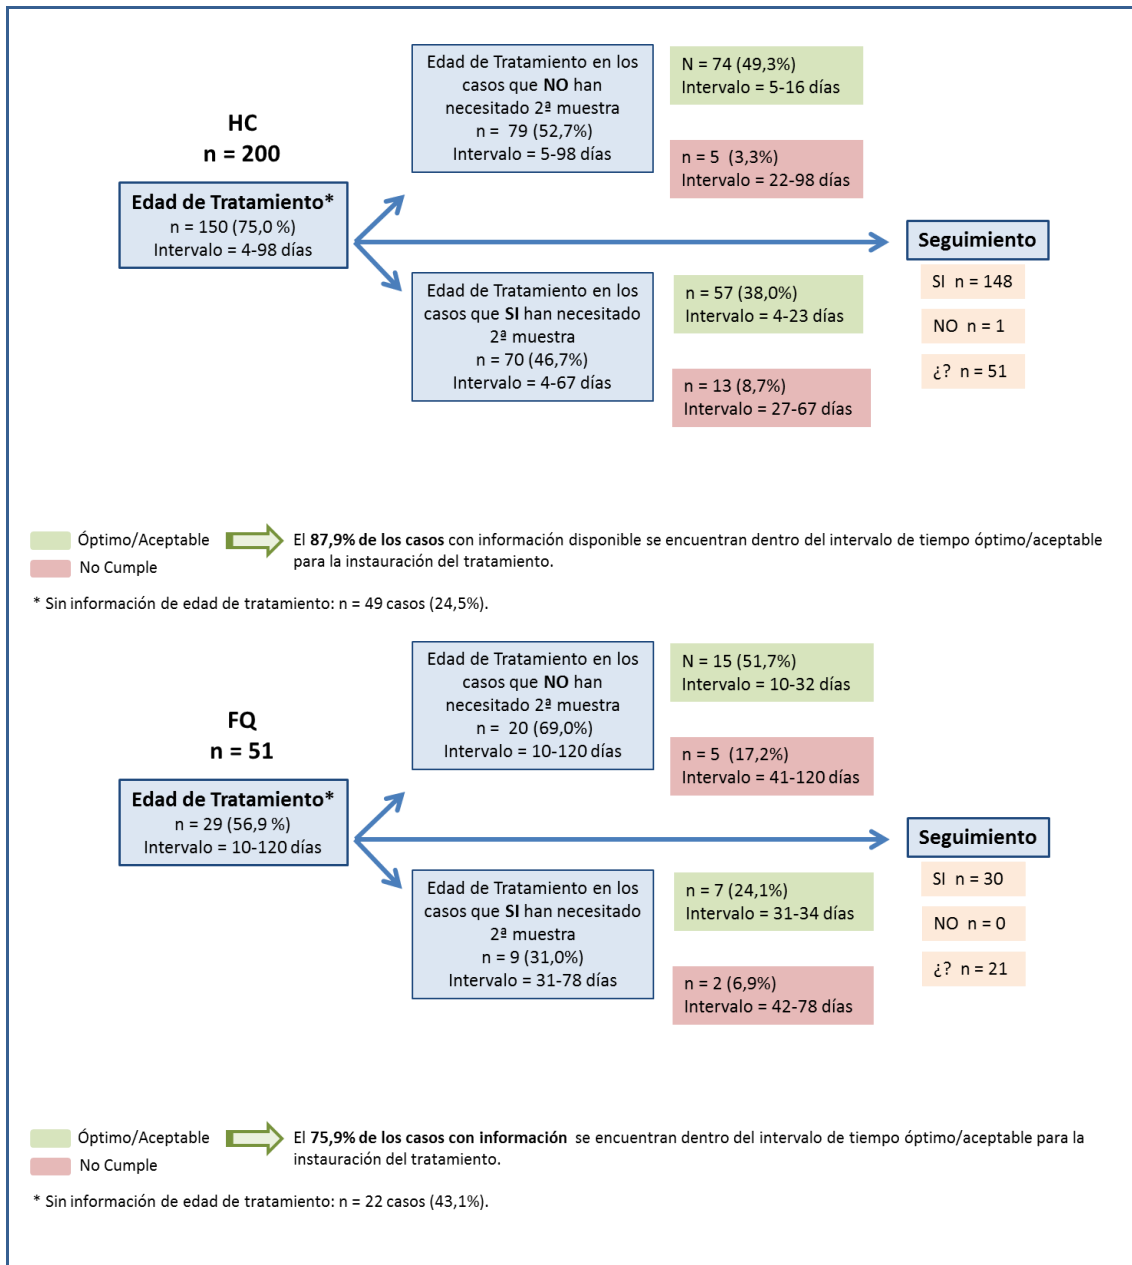 HC
n = 200
Edad de Tratamiento*
n = 150 (75,0 %)
Intervalo = 4-98 días
Edad de Tratamiento en los
casos que NO han
necesitado 2ª muestra
n =  79 (52,7%)
Intervalo = 5-98 días
N = 74 (49,3%)
Intervalo = 5-16 días
n = 5  (3,3%)
Intervalo = 22-98 días
Edad de Tratamiento en los
casos que SI han necesitado
2ª muestra
n = 70 (46,7%)
Intervalo = 4-67 días
n = 57 (38,0%)
Intervalo = 4-23 días
n = 13 (8,7%)
Intervalo = 27-67 días
Seguimiento
SI  n = 148
NO  n = 1
¿?  n = 51
Óptimo/Aceptable
No Cumple
El 87,9% de los casos con información disponible se encuentran dentro del intervalo de tiempo óptimo/aceptable
para la instauración del tratamiento.
* Sin información de edad de tratamiento: n = 49 casos (24,5%).
FQ
n = 51
Edad de Tratamiento*
n = 29 (56,9 %)
Intervalo = 10-120 días
Edad de Tratamiento en los
casos que NO han
necesitado 2ª muestra
n =  20 (69,0%)
Intervalo = 10-120 días
N = 15 (51,7%)
Intervalo = 10-32 días
n = 5  (17,2%)
Intervalo = 41-120 días
Edad de Tratamiento en los
casos que SI han necesitado
2ª muestra
n = 9 (31,0%)
Intervalo = 31-78 días
n = 7 (24,1%)
Intervalo = 31-34 días
n = 2 (6,9%)
Intervalo = 42-78 días
Seguimiento
SI  n = 30
NO  n = 0
¿?  n = 21
Óptimo/Aceptable
No Cumple
El 75,9% de los casos con información  se encuentran dentro del intervalo de tiempo óptimo/aceptable para la
instauración del tratamiento.
* Sin información de edad de tratamiento: n = 22 casos (43,1%).